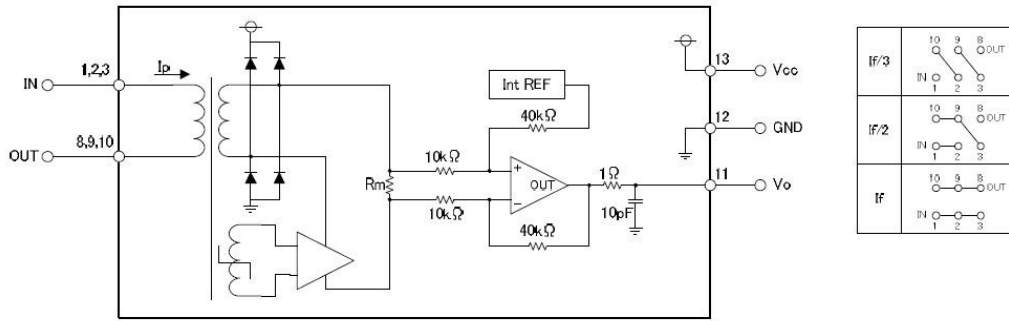 IN
1,2,3
Ip
OUT
8,9,10
Rm
10kΩ
10kΩ
Int REF
40kΩ
+
−
OUT
40kΩ
1Ω
10pF
13
Vcc
12
GND
11
Vo
If/3
10 9 8
OUT
IN
1 2 3
If/2
10 9 8
OUT
IN
1 2 3
If
10 9 8
OUT
IN
1 2 3